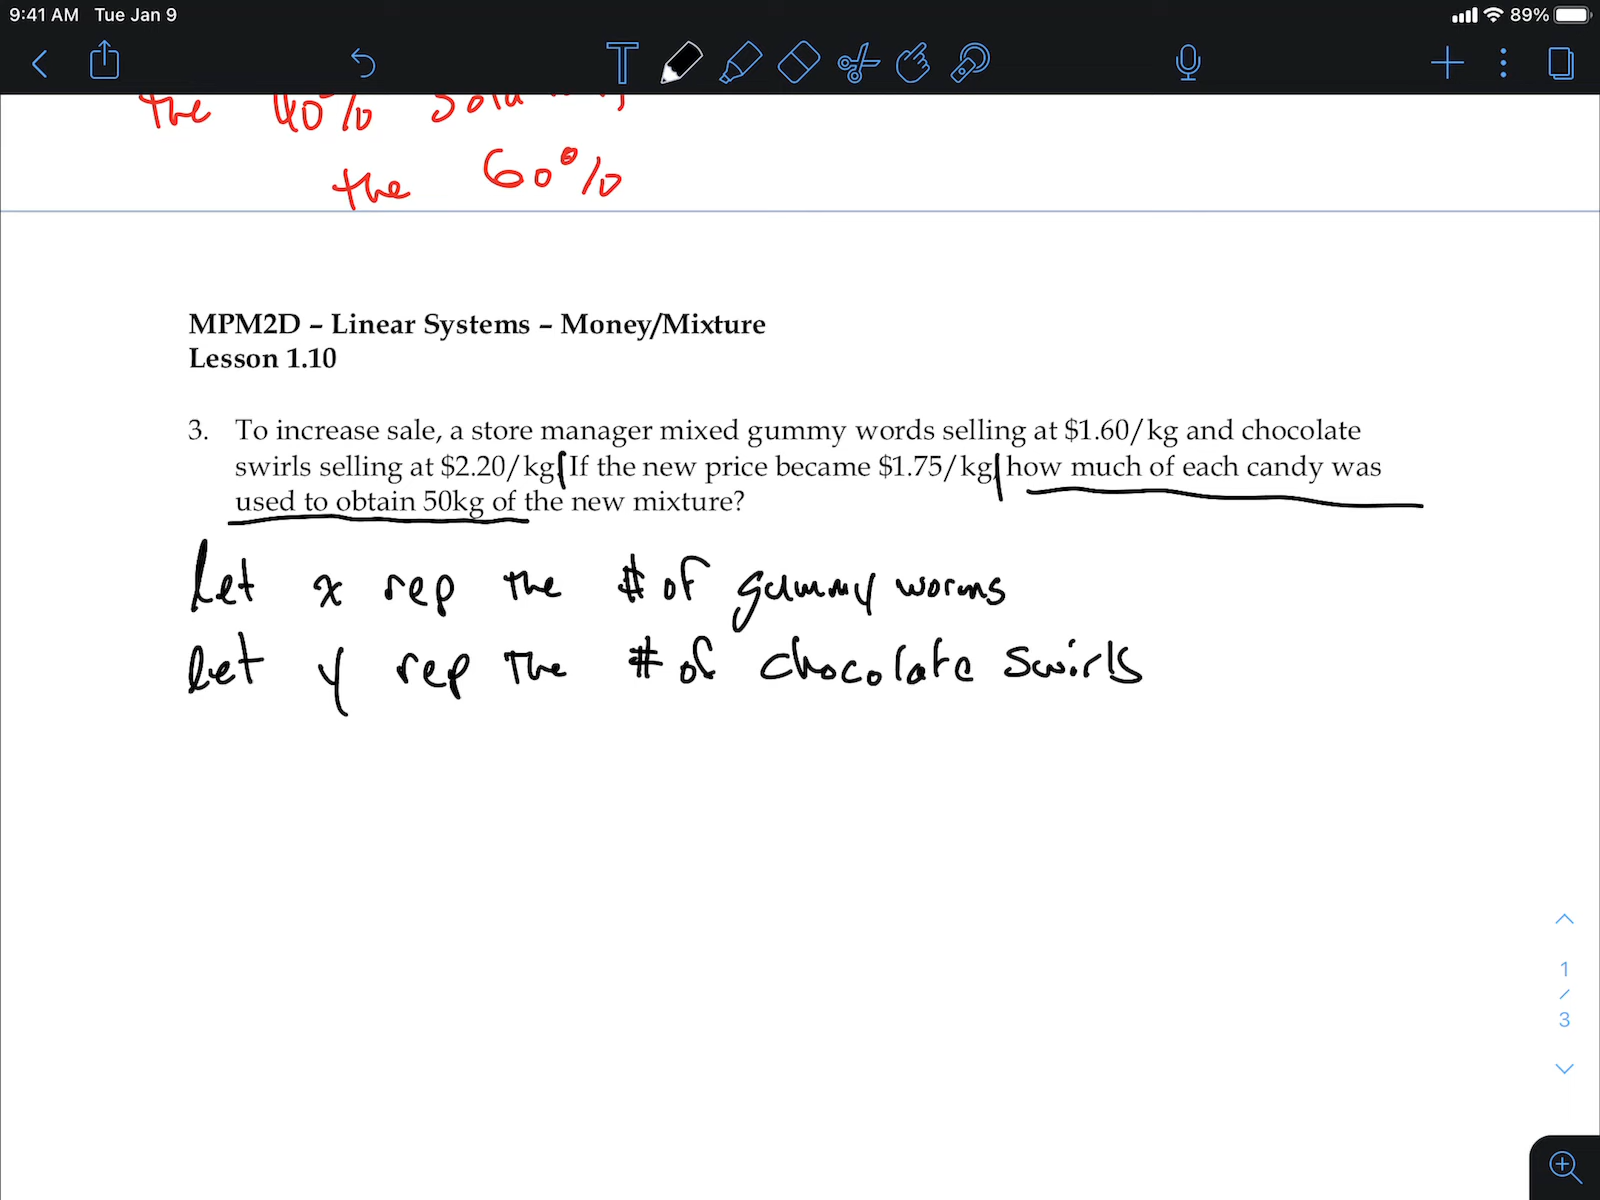 9:41 AM Tue Jan 9 89%
the 40%
the 60%
MPM2D – Linear Systems – Money/Mixture
Lesson 1.10
3. To increase sale, a store manager mixed gummy words selling at $1.60/kg and chocolate
swirls selling at $2.20/kg. If the new price became $1.75/kg, how much of each candy was
used to obtain 50kg of the new mixture?
Let x rep the # of gummy worms
Let y rep the # of chocolate swirls
1
/
3